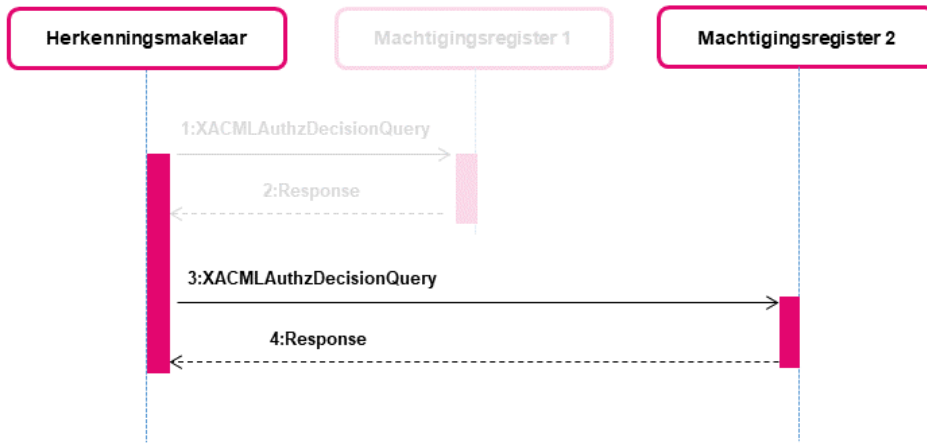 Herkenningsmakelaar
Machtigingsregister 1
Machtigingsregister 2
1:XACMLAuthzDecisionQuery
2:Response
3:XACMLAuthzDecisionQuery
4:Response